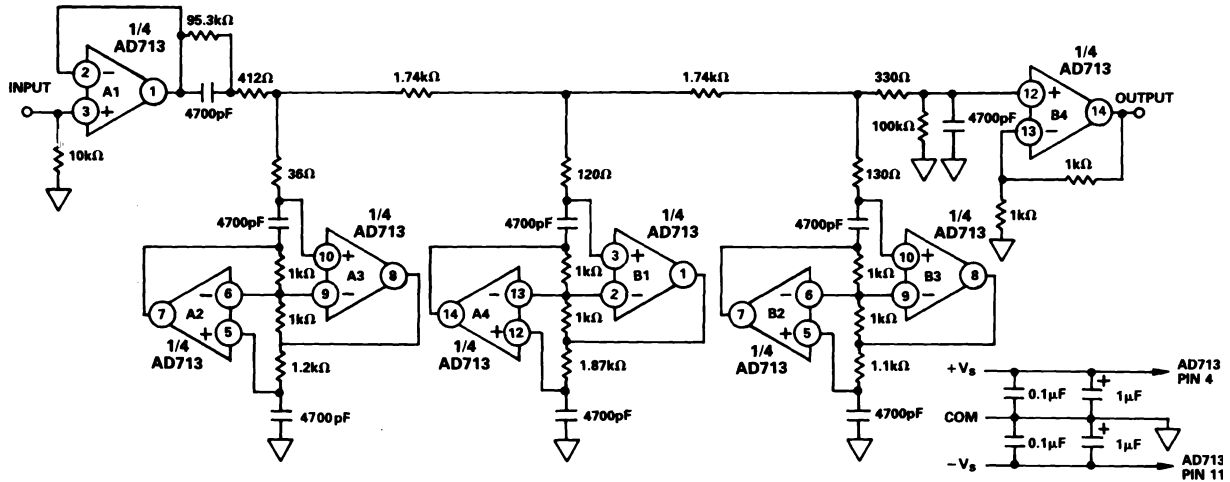 1/4
AD713
95.3kΩ
2
−
A1
1
INPUT
3
+
4700pF
412Ω
10kΩ
1.74kΩ
1.74kΩ
330Ω
1/4
AD713
12
+
B4
14
OUTPUT
13
−
100kΩ
4700pF
1kΩ
1kΩ
36Ω
4700pF
1/4
AD713
10
+
A3
8
9
−
1kΩ
1kΩ
7
A2
−
6
+
5
1/4
AD713
1.2kΩ
4700pF
120Ω
4700pF
1/4
AD713
3
+
B1
1
2
−
1kΩ
1kΩ
14
A4
−
13
+
12
1/4
AD713
1.87kΩ
4700pF
130Ω
4700pF
1/4
AD713
10
+
B3
8
9
−
1kΩ
1kΩ
7
B2
−
6
+
5
1/4
AD713
1.1kΩ
4700pF
+VS
0.1µF
+
1µF
AD713
PIN 4
COM
0.1µF
+
1µF
−VS
AD713
PIN 11